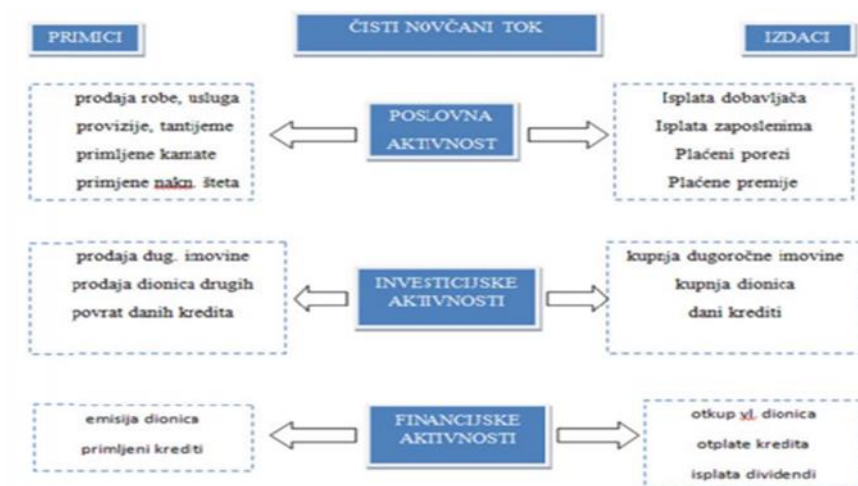 PRIMICI
ČISTI NOVČANI TOK
IZDACI
prodaja robe, usluga
provizije, tantijeme
primljene kamate
primjene nakn. šteta
POSLOVNA
AKTIVNOST
Isplata dobavljača
Isplata zaposlenima
Plaćeni porezi
Plaćene premije
prodaja dug. imovine
prodaja dionica drugih
povrat danih kredita
INVESTICIJSKE
AKTIVNOSTI
kupnja dugoročne imovine
kupnja dionica
dani krediti
emisija dionica
primljeni krediti
FINANCIJSKE
AKTIVNOSTI
otkup vl. dionica
otplate kredita
isplata dividendi